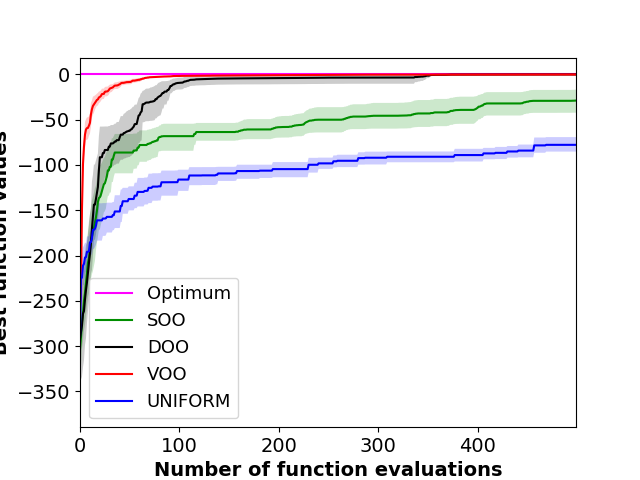 0
−50
−100
−150
−200
−250
−300
−350
Best function values
Optimum
SOO
DOO
VOO
UNIFORM
0
100
200
300
400
Number of function evaluations